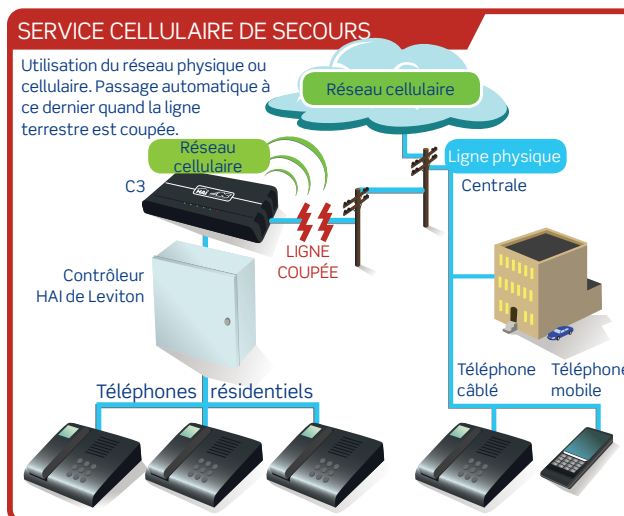 SERVICE CELLULAIRE DE SECOURS
Utilisation du réseau physique ou
cellulaire. Passage automatique à
ce dernier quand la ligne
terrestre est coupée.
Réseau cellulaire
Réseau
cellulaire
Ligne physique
C3
HAI
Centrale
LIGNE
COUPÉE
Contrôleur
HAI de Leviton
Téléphone
câblé
Téléphone
mobile
Téléphones résidentiels